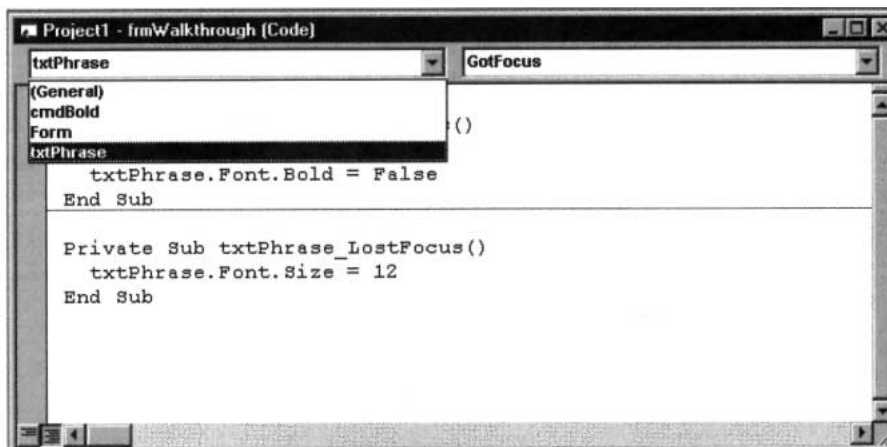 Project1 - frmWalkthrough (Code)
txtPhrase
GotFocus
(General)
cmdBold
Form
txtPhrase
()
txtPhrase.Font.Bold = False
End Sub
Private Sub txtPhrase_LostFocus()
txtPhrase.Font.Size = 12
End Sub